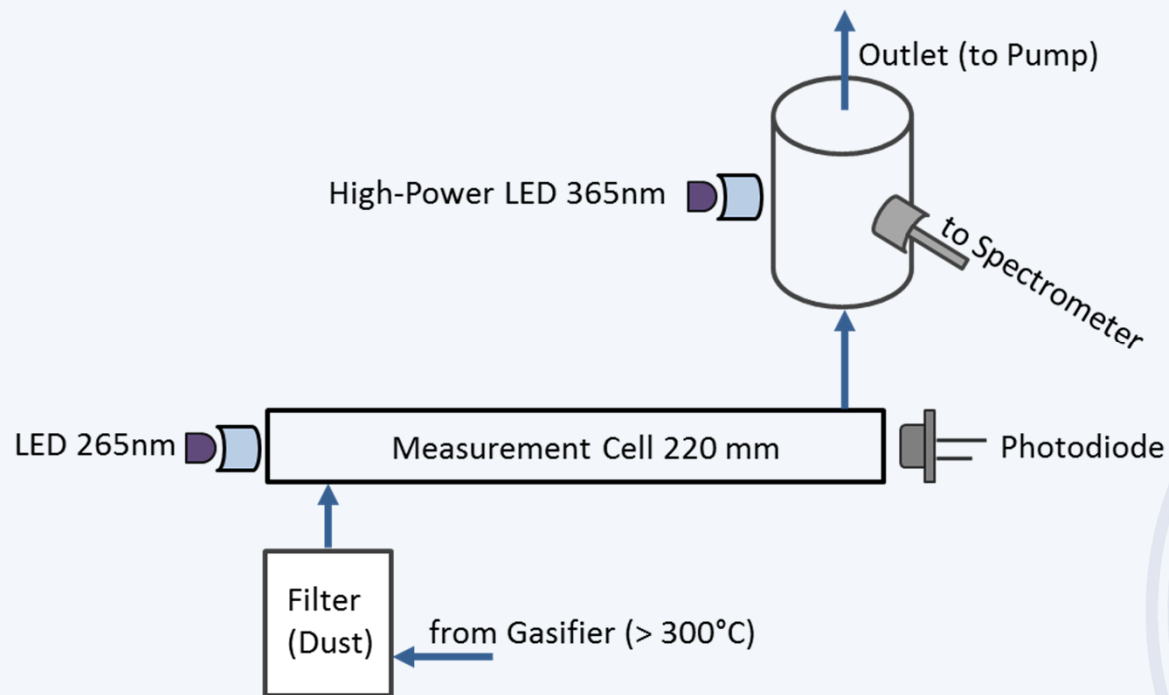 Outlet (to Pump)
High-Power LED 365nm
to Spectrometer
LED 265nm
Measurement Cell 220 mm
Photodiode
Filter
(Dust)
from Gasifier (> 300°C)